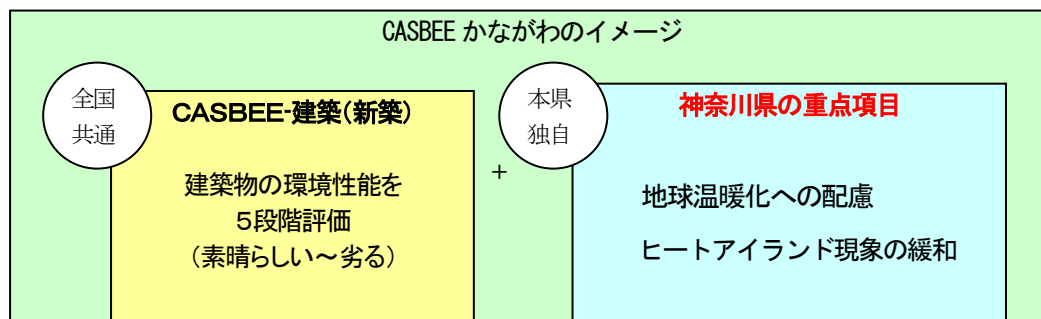 CASBEE かながわのイメージ
全国
共通
CASBEE-建築(新築)
建築物の環境性能を
5段階評価
(素晴らしい~劣る)
+
本県
独自
神奈川県の重点項目
地球温暖化への配慮
ヒートアイランド現象の緩和